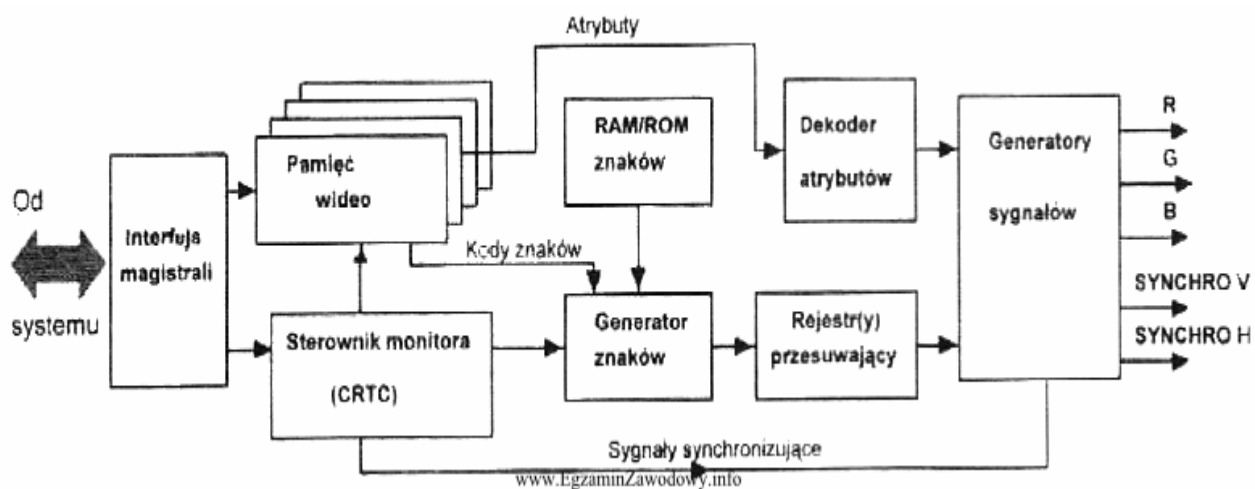 Atrybuty
RAM/ROM
znaków
Dekoder
atrybutów
Generatory
sygnałów
R
G
B
SYNCHRO V
SYNCHRO H
Pamięć
wideo
Od
systemu
Interfejs
magistrali
Kody znaków
Sterownik monitora
(CRTC)
Generator
znaków
Rejestr(y)
przesuwający
Sygnały synchronizujące
www.EgzaminZawodowy.info